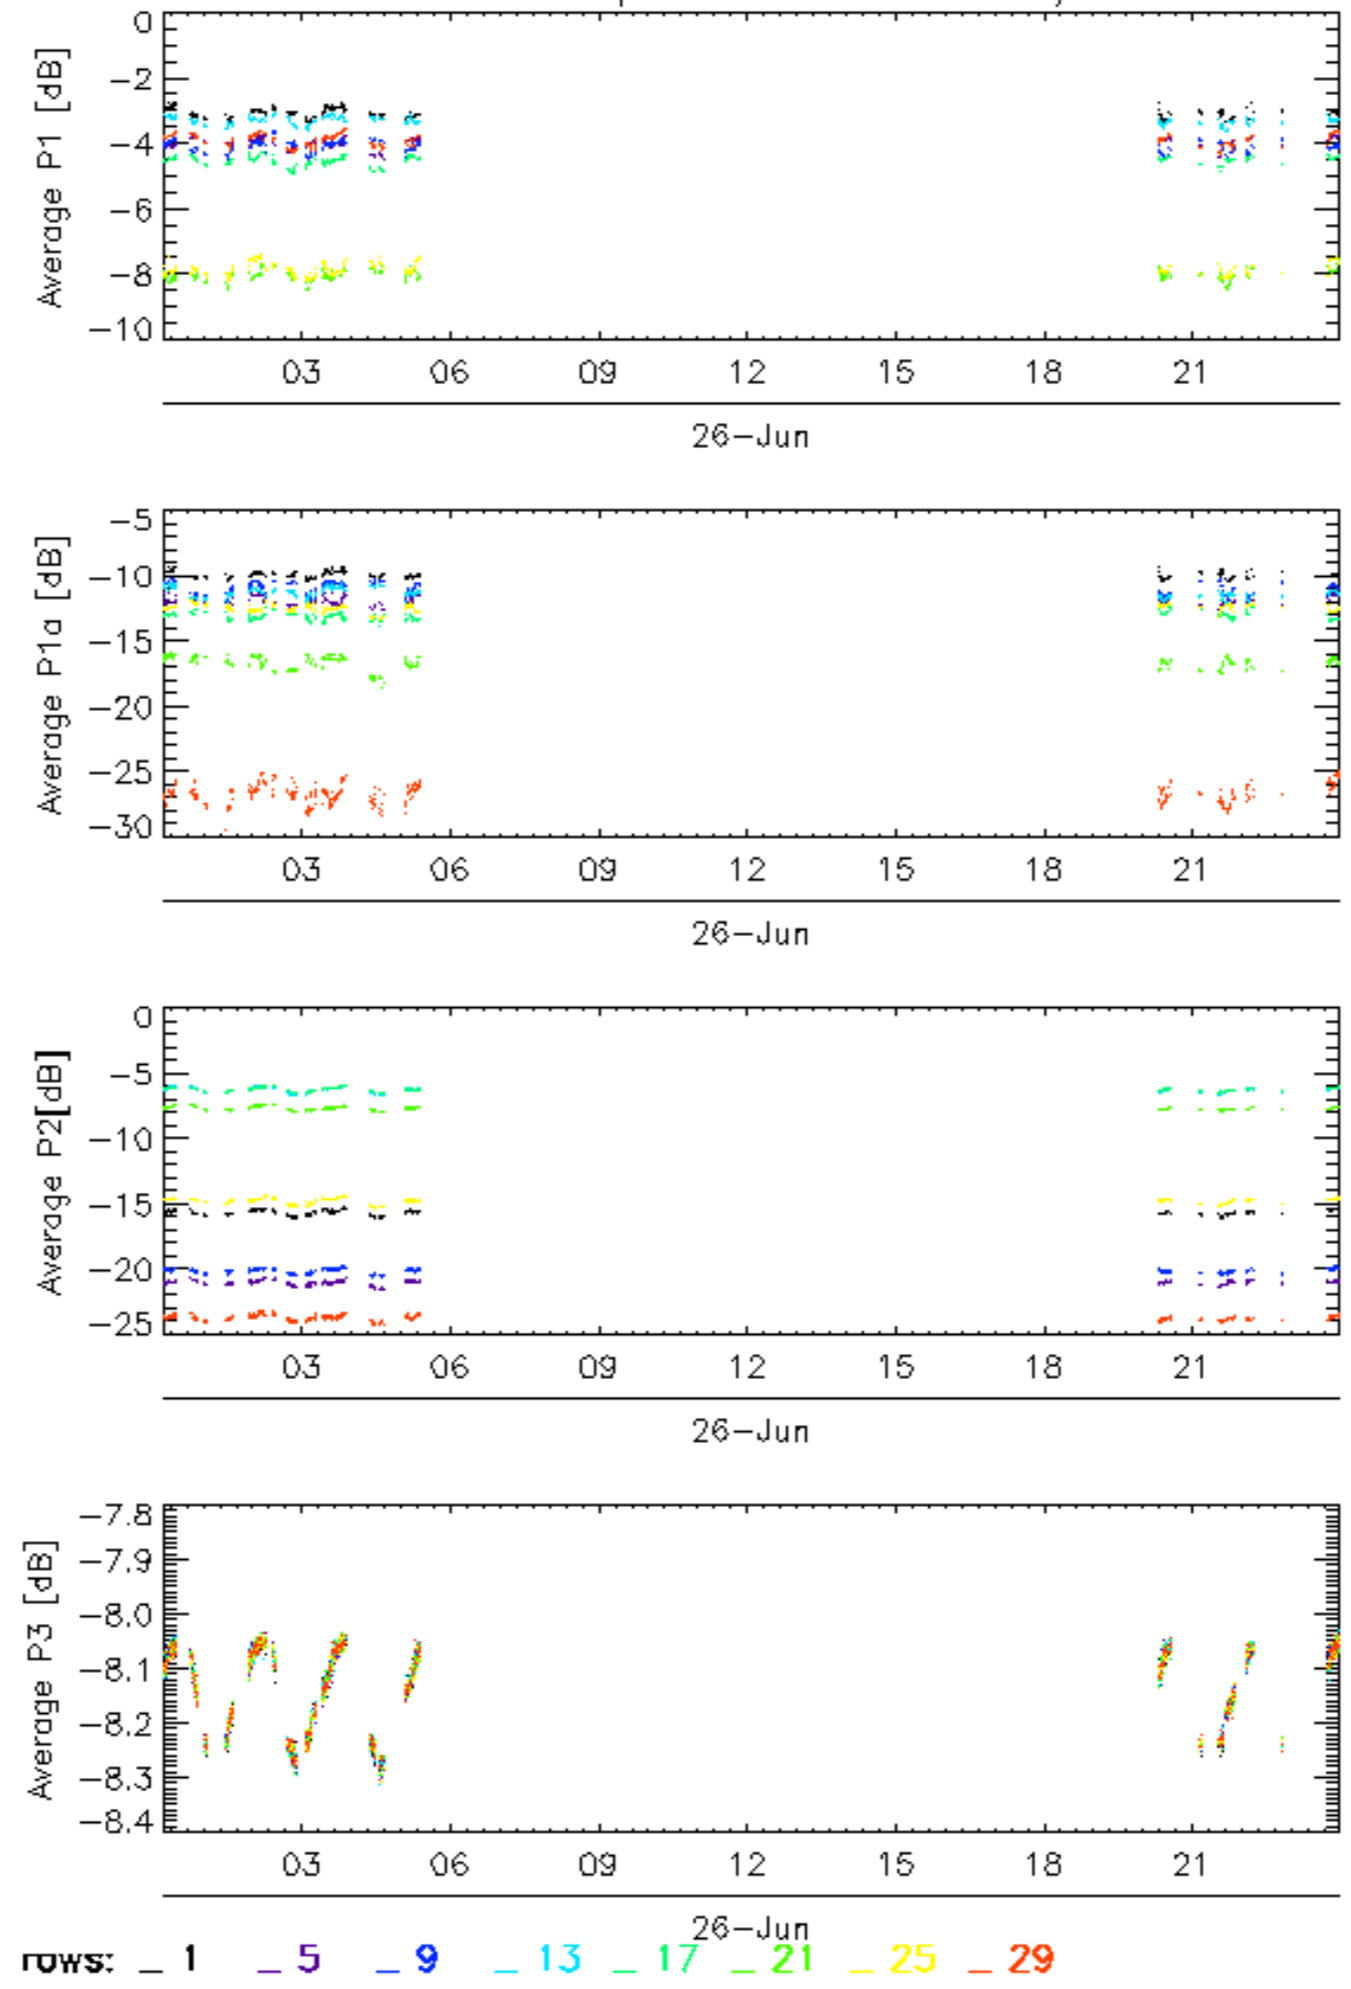 Average P1 [dB]
0
−2
−4
−6
−8
−10
03 06 09 12 15 18 21
26−Jun
Average P1a [dB]
−5
−10
−15
−20
−25
−30
03 06 09 12 15 18 21
26−Jun
Average P2[dB]
0
−5
−10
−15
−20
−25
03 06 09 12 15 18 21
26−Jun
Average P3 [dB]
−7.8
−7.9
−8.0
−8.1
−8.2
−8.3
−8.4
03 06 09 12 15 18 21
26−Jun
rows: _ 1 _ 5 _ 9 _ 13 _ 17 _ 21 _ 25 _ 29